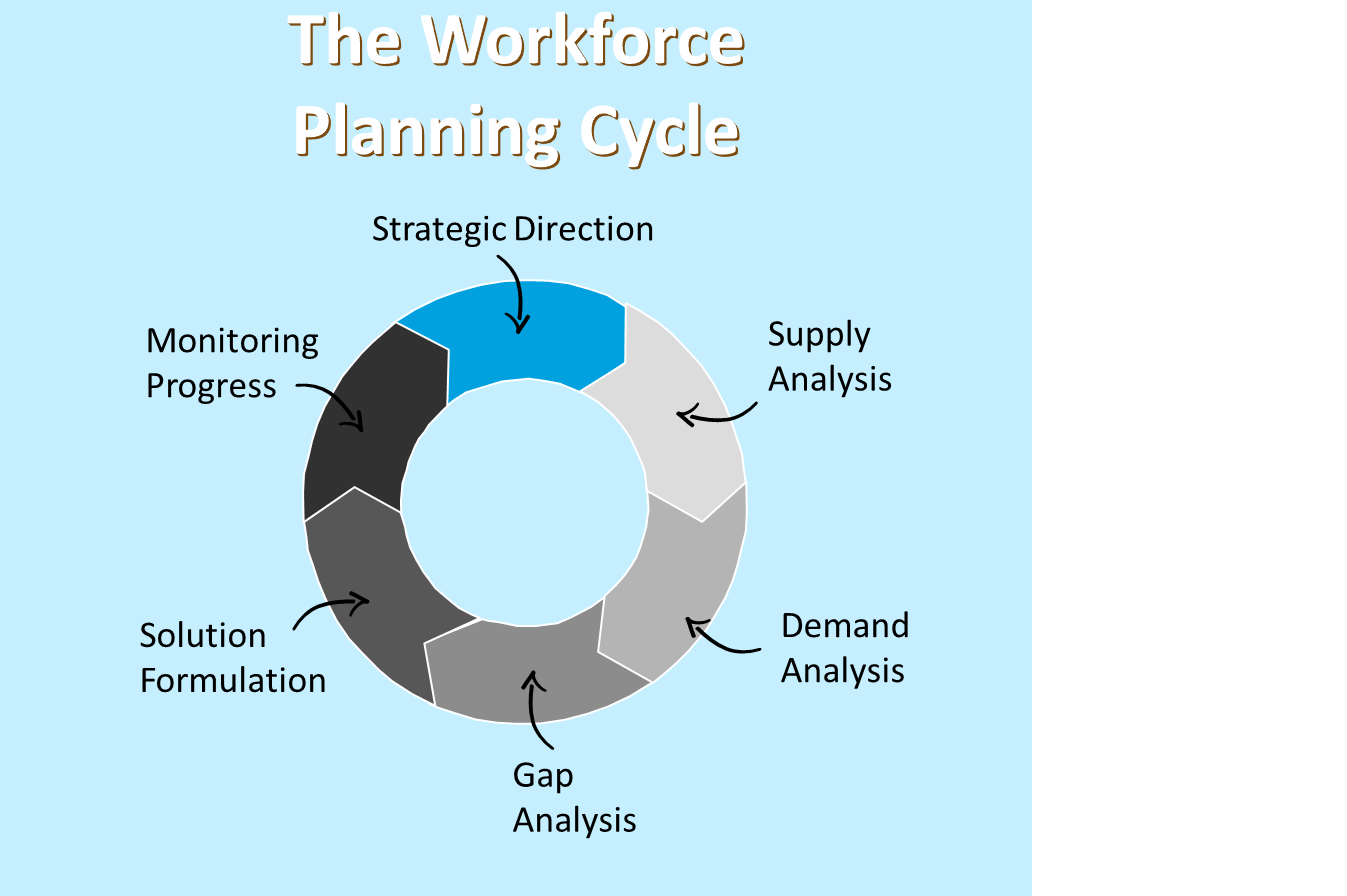 The Workforce
Planning Cycle
Strategic Direction
Monitoring
Progress
Supply
Analysis
Solution
Formulation
Demand
Analysis
Gap
Analysis